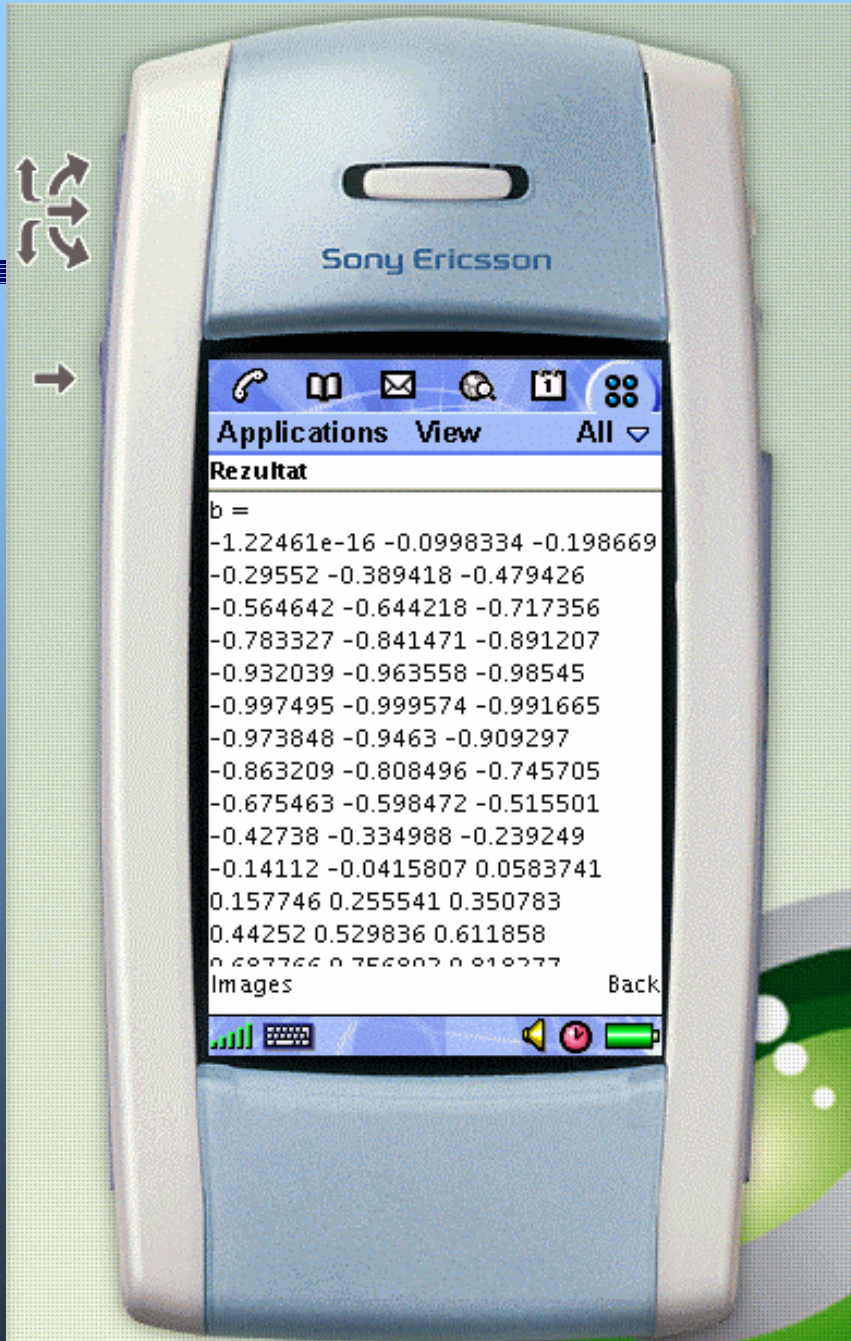 Sony Ericsson
1
Applications View All
Rezultat
b =
-1.22461e-16 -0.0998334 -0.198669
-0.29552 -0.389418 -0.479426
-0.564642 -0.644218 -0.717356
-0.783327 -0.841471 -0.891207
-0.932039 -0.963558 -0.98545
-0.997495 -0.999574 -0.991665
-0.973848 -0.9463 -0.909297
-0.863209 -0.808496 -0.745705
-0.675463 -0.598472 -0.515501
-0.42738 -0.334988 -0.239249
-0.14112 -0.0415807 0.0583741
0.157746 0.255541 0.350783
0.44252 0.529836 0.611858
Images Back